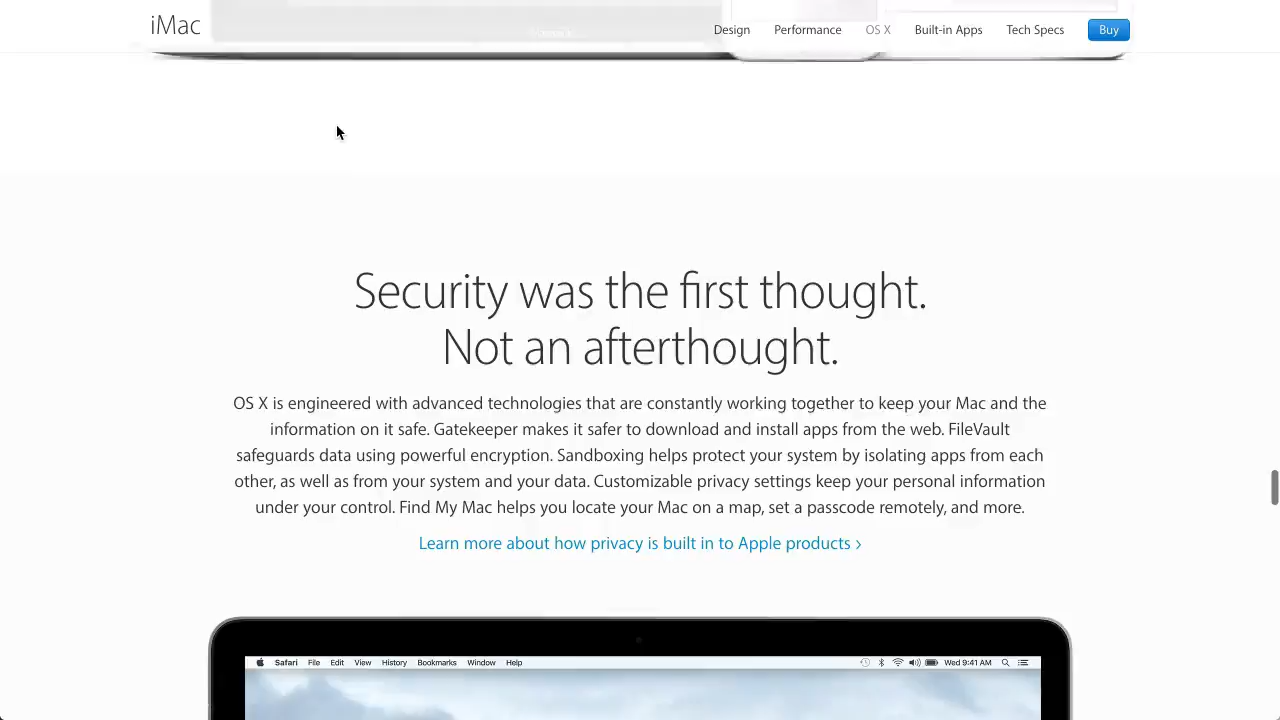 iMac
Design Performance OS X Built-in Apps Tech Specs Buy
Security was the first thought.
Not an afterthought.
OS X is engineered with advanced technologies that are constantly working together to keep your Mac and the
information on it safe. Gatekeeper makes it safer to download and install apps from the web. FileVault
safeguards data using powerful encryption. Sandboxing helps protect your system by isolating apps from each
other, as well as from your system and your data. Customizable privacy settings keep your personal information
under your control. Find My Mac helps you locate your Mac on a map, set a passcode remotely, and more.
Learn more about how privacy is built in to Apple products ›
Safari File Edit View History Bookmarks Window Help Wed 9:41 AM